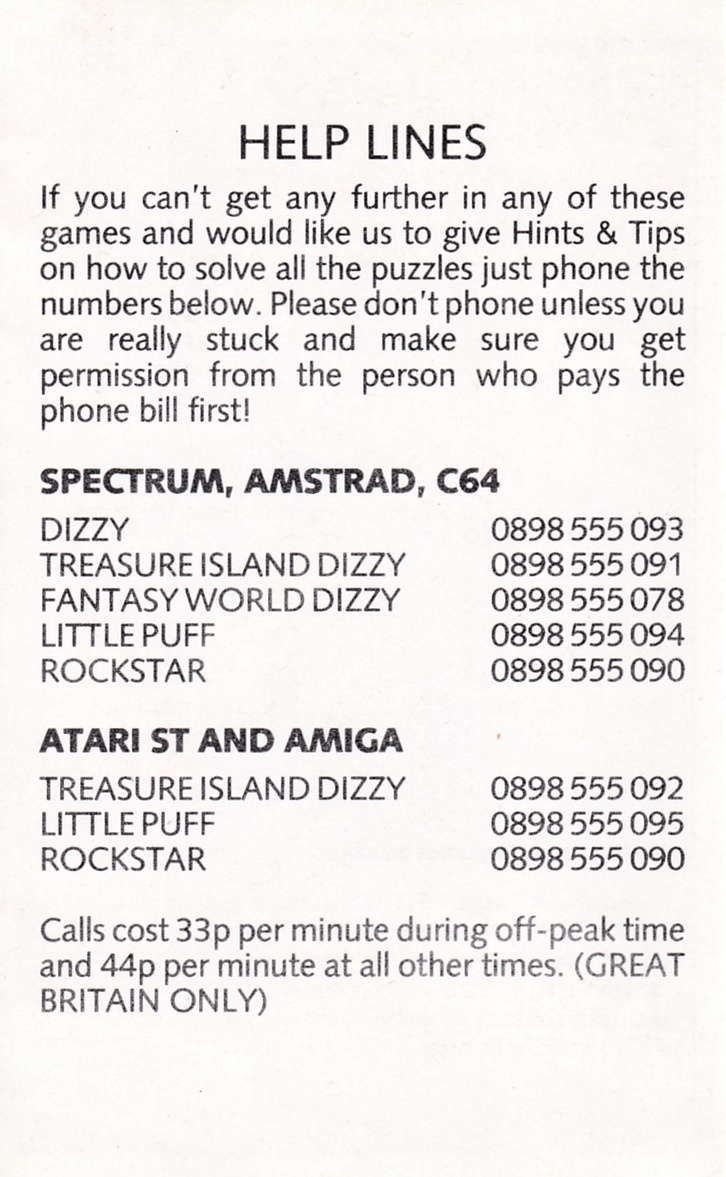 HELP LINES
If you can't get any further in any of these
games and would like us to give Hints & Tips
on how to solve all the puzzles just phone the
numbers below. Please don't phone unless you
are really stuck and make sure you get
permission from the person who pays the
phone bill first!
SPECTRUM, AMSTRAD, C64
DIZZY 0898 555 093
TREASURE ISLAND DIZZY 0898 555 091
FANTASY WORLD DIZZY 0898 555 078
LITTLE PUFF 0898 555 094
ROCKSTAR 0898 555 090
ATARI ST AND AMIGA
TREASURE ISLAND DIZZY 0898 555 092
LITTLE PUFF 0898 555 095
ROCKSTAR 0898 555 090
Calls cost 33p per minute during off-peak time
and 44p per minute at all other times. (GREAT
BRITAIN ONLY)